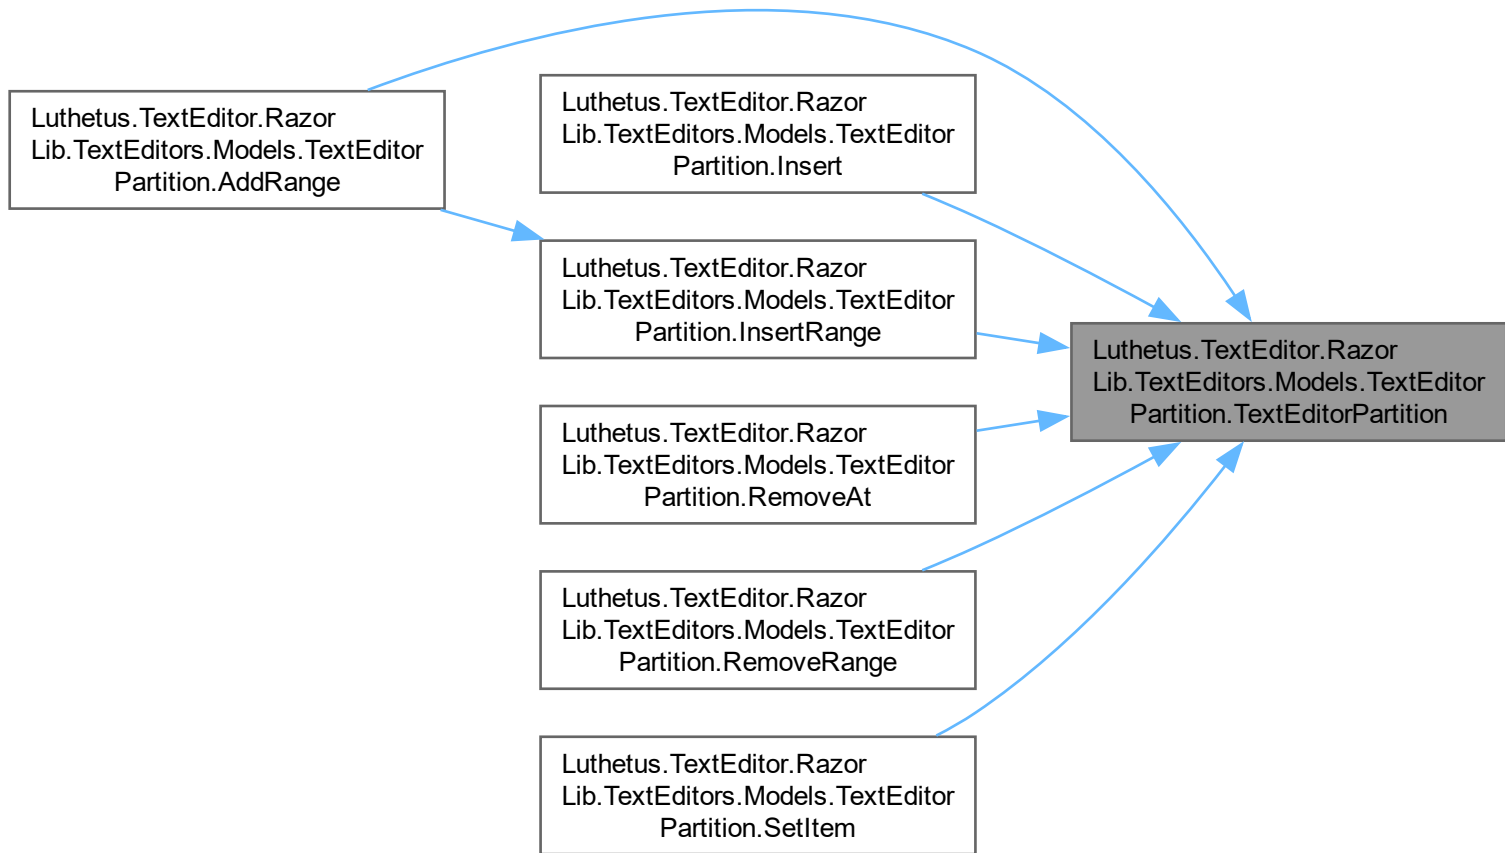 Luthetus.TextEditor.Razor
Lib.TextEditors.Models.TextEditor
Partition.AddRange
Luthetus.TextEditor.Razor
Lib.TextEditors.Models.TextEditor
Partition.Insert
Luthetus.TextEditor.Razor
Lib.TextEditors.Models.TextEditor
Partition.InsertRange
Luthetus.TextEditor.Razor
Lib.TextEditors.Models.TextEditor
Partition.RemoveAt
Luthetus.TextEditor.Razor
Lib.TextEditors.Models.TextEditor
Partition.RemoveRange
Luthetus.TextEditor.Razor
Lib.TextEditors.Models.TextEditor
Partition.SetItem
Luthetus.TextEditor.Razor
Lib.TextEditors.Models.TextEditor
Partition.TextEditorPartition